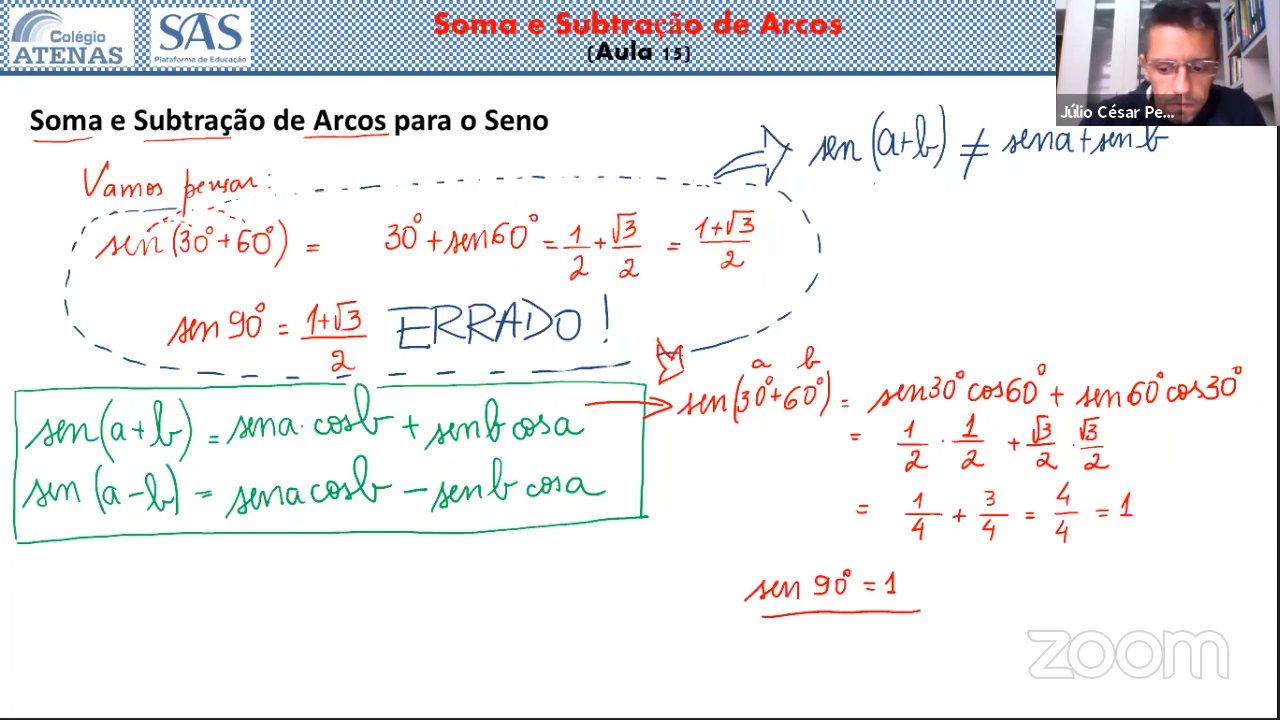 Colégio
ATENAS
SAS
Plataforma de Educação
Soma e Subtração de Arcos
(Aula 15)
Júlio César Pe...
Soma e Subtração de Arcos para o Seno
sen(a+b) ≠ sena+senb
Vamos pensar:
sen(30°+60°) = 30°+sen60° = 1/2 + √3/2 = 1+√3/2
sen 90° = 1+√3/2 ERRADO!
a b
sen(30°+60°) = sen30°cos60° + sen60°cos30°
sen(a+b) = sena·cosb + senb cosa
= 1/2 · 1/2 + √3/2 · √3/2
sen(a-b) = sena cosb - senb cosa
= 1/4 + 3/4 = 4/4 = 1
sen 90° = 1
zoom